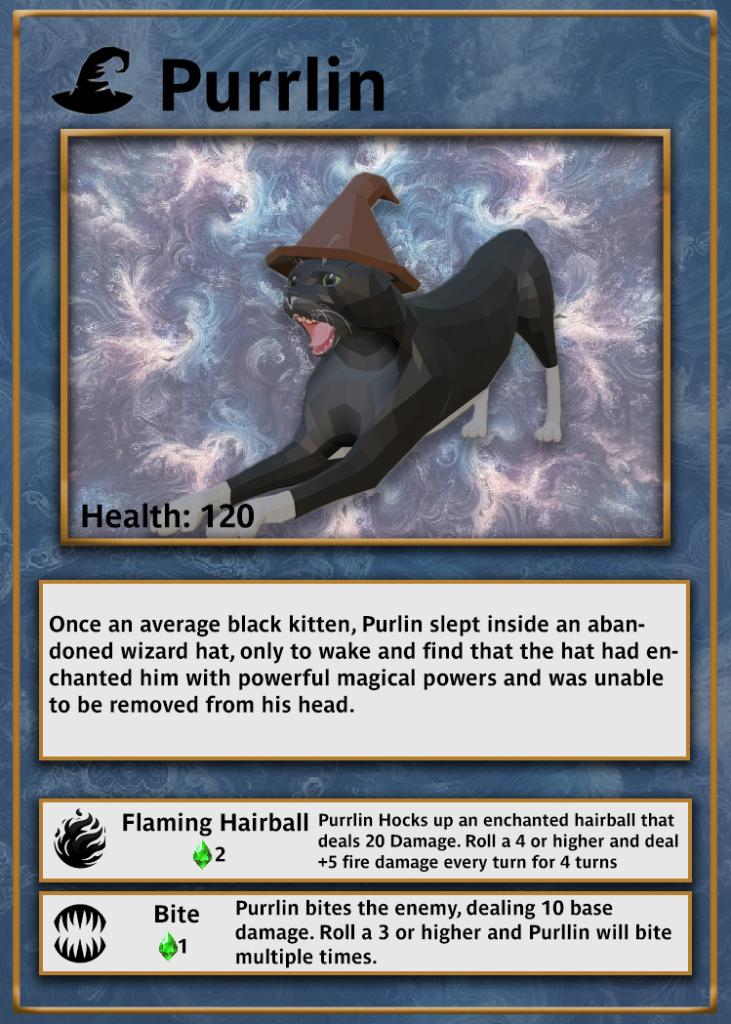 Purrlin
Health: 120
Once an average black kitten, Purlin slept inside an aban-
doned wizard hat, only to wake and find that the hat had en-
chanted him with powerful magical powers and was unable
to be removed from his head.
Flaming Hairball
2
Purrlin Hocks up an enchanted hairball that
deals 20 Damage. Roll a 4 or higher and deal
+5 fire damage every turn for 4 turns
Bite
1
Purrlin bites the enemy, dealing 10 base
damage. Roll a 3 or higher and Purllin will bite
multiple times.